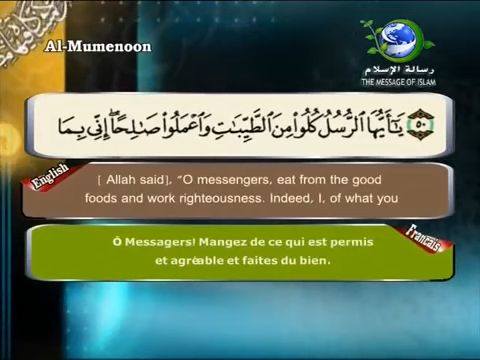 Al-Mumenoon
رسالة الإسلام
THE MESSAGE OF ISLAM
۝٥٠ يَٰٓأَيُّهَا ٱلرُّسُلُ كُلُوا۟ مِنَ ٱلطَّيِّبَٰتِ وَٱعْمَلُوا۟ صَٰلِحًا ۖ إِنِّى بِمَا
English
[ Allah said], “O messengers, eat from the good
foods and work righteousness. Indeed, I, of what you
Francais
Ô Messagers! Mangez de ce qui est permis
et agréable et faites du bien.